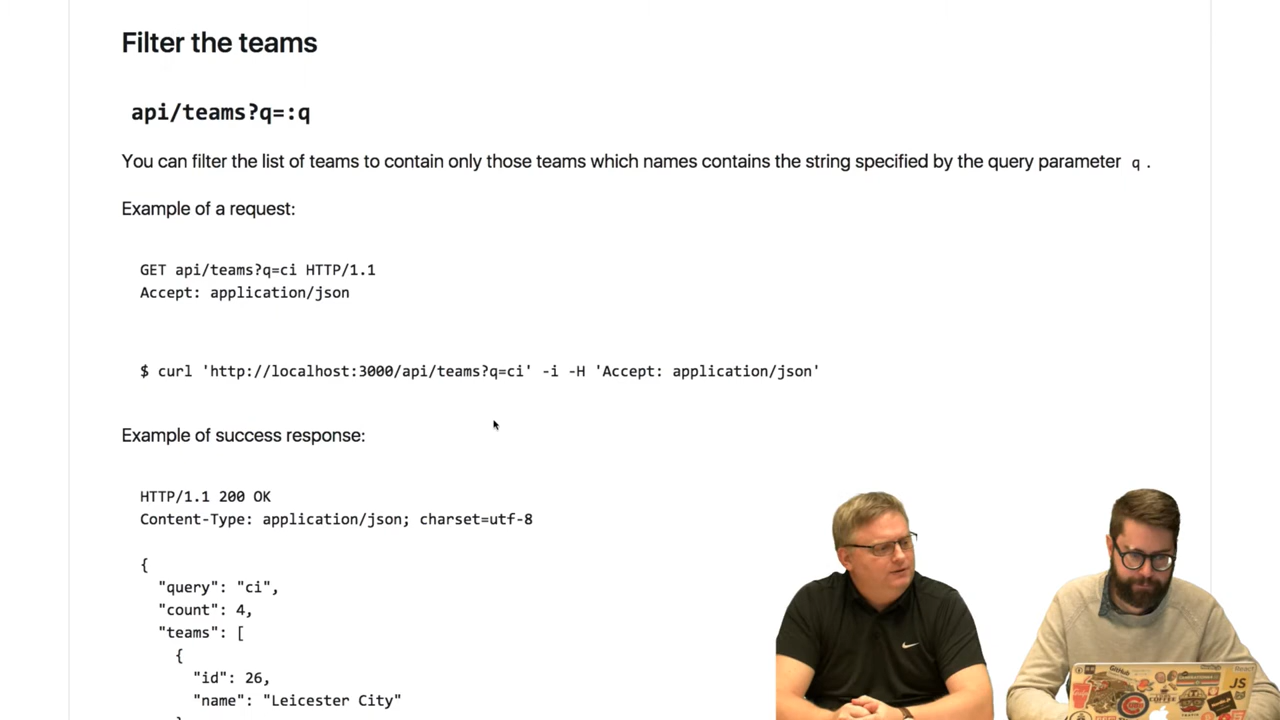 Filter the teams
api/teams?q=:q
You can filter the list of teams to contain only those teams which names contains the string specified by the query parameter q .
Example of a request:
GET api/teams?q=ci HTTP/1.1
Accept: application/json
$ curl 'http://localhost:3000/api/teams?q=ci' -i -H 'Accept: application/json'
Example of success response:
HTTP/1.1 200 OK
Content-Type: application/json; charset=utf-8
{
"query": "ci",
"count": 4,
"teams": [
{
"id": 26,
"name": "Leicester City"
GitHub
React
JS
COFFEE